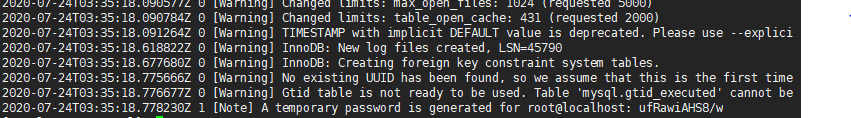 2020-07-24T03:35:18.090577Z 0 [Warning] Changed limits: max_open_files: 1024 (requested 5000)
2020-07-24T03:35:18.090784Z 0 [Warning] Changed limits: table_open_cache: 431 (requested 2000)
2020-07-24T03:35:18.091264Z 0 [Warning] TIMESTAMP with implicit DEFAULT value is deprecated. Please use --explici
2020-07-24T03:35:18.618822Z 0 [Warning] InnoDB: New log files created, LSN=45790
2020-07-24T03:35:18.677680Z 0 [Warning] InnoDB: Creating foreign key constraint system tables.
2020-07-24T03:35:18.775666Z 0 [Warning] No existing UUID has been found, so we assume that this is the first time
2020-07-24T03:35:18.776677Z 0 [Warning] Gtid table is not ready to be used. Table 'mysql.gtid_executed' cannot be
2020-07-24T03:35:18.778230Z 1 [Note] A temporary password is generated for root@localhost: ufRawiAHS8/w